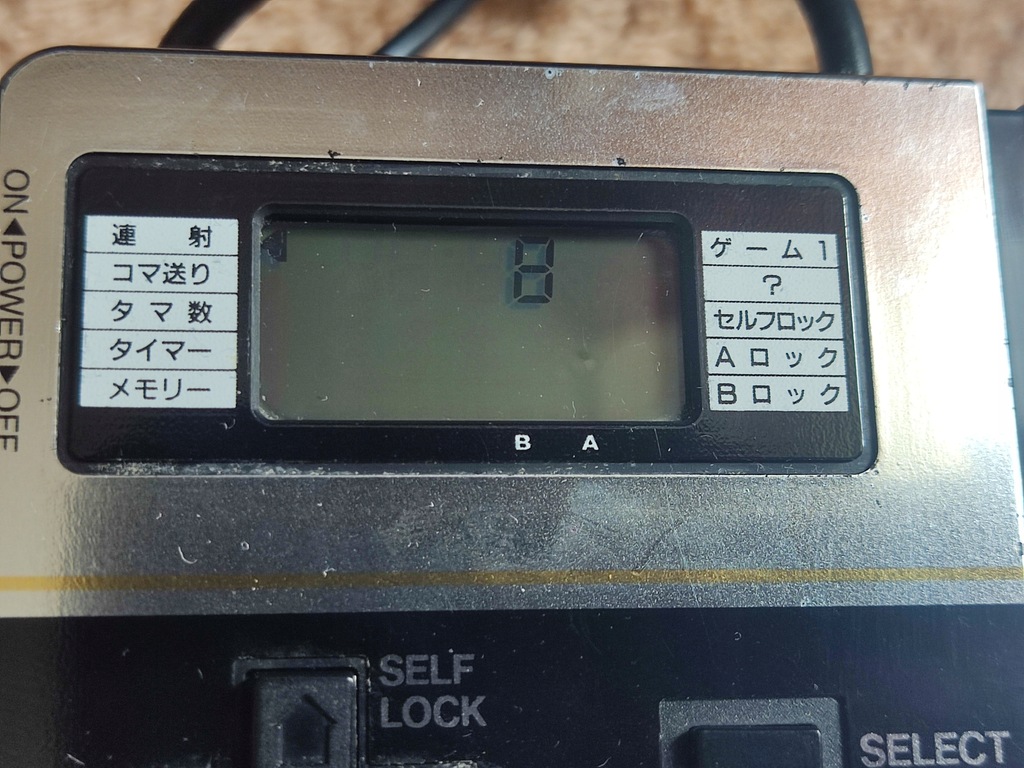 ON◀POWER▶OFF
連射
コマ送り
タマ数
タイマー
メモリー
8
ゲーム1
?
セルフロック
Aロック
Bロック
B A
SELF
LOCK
SELECT